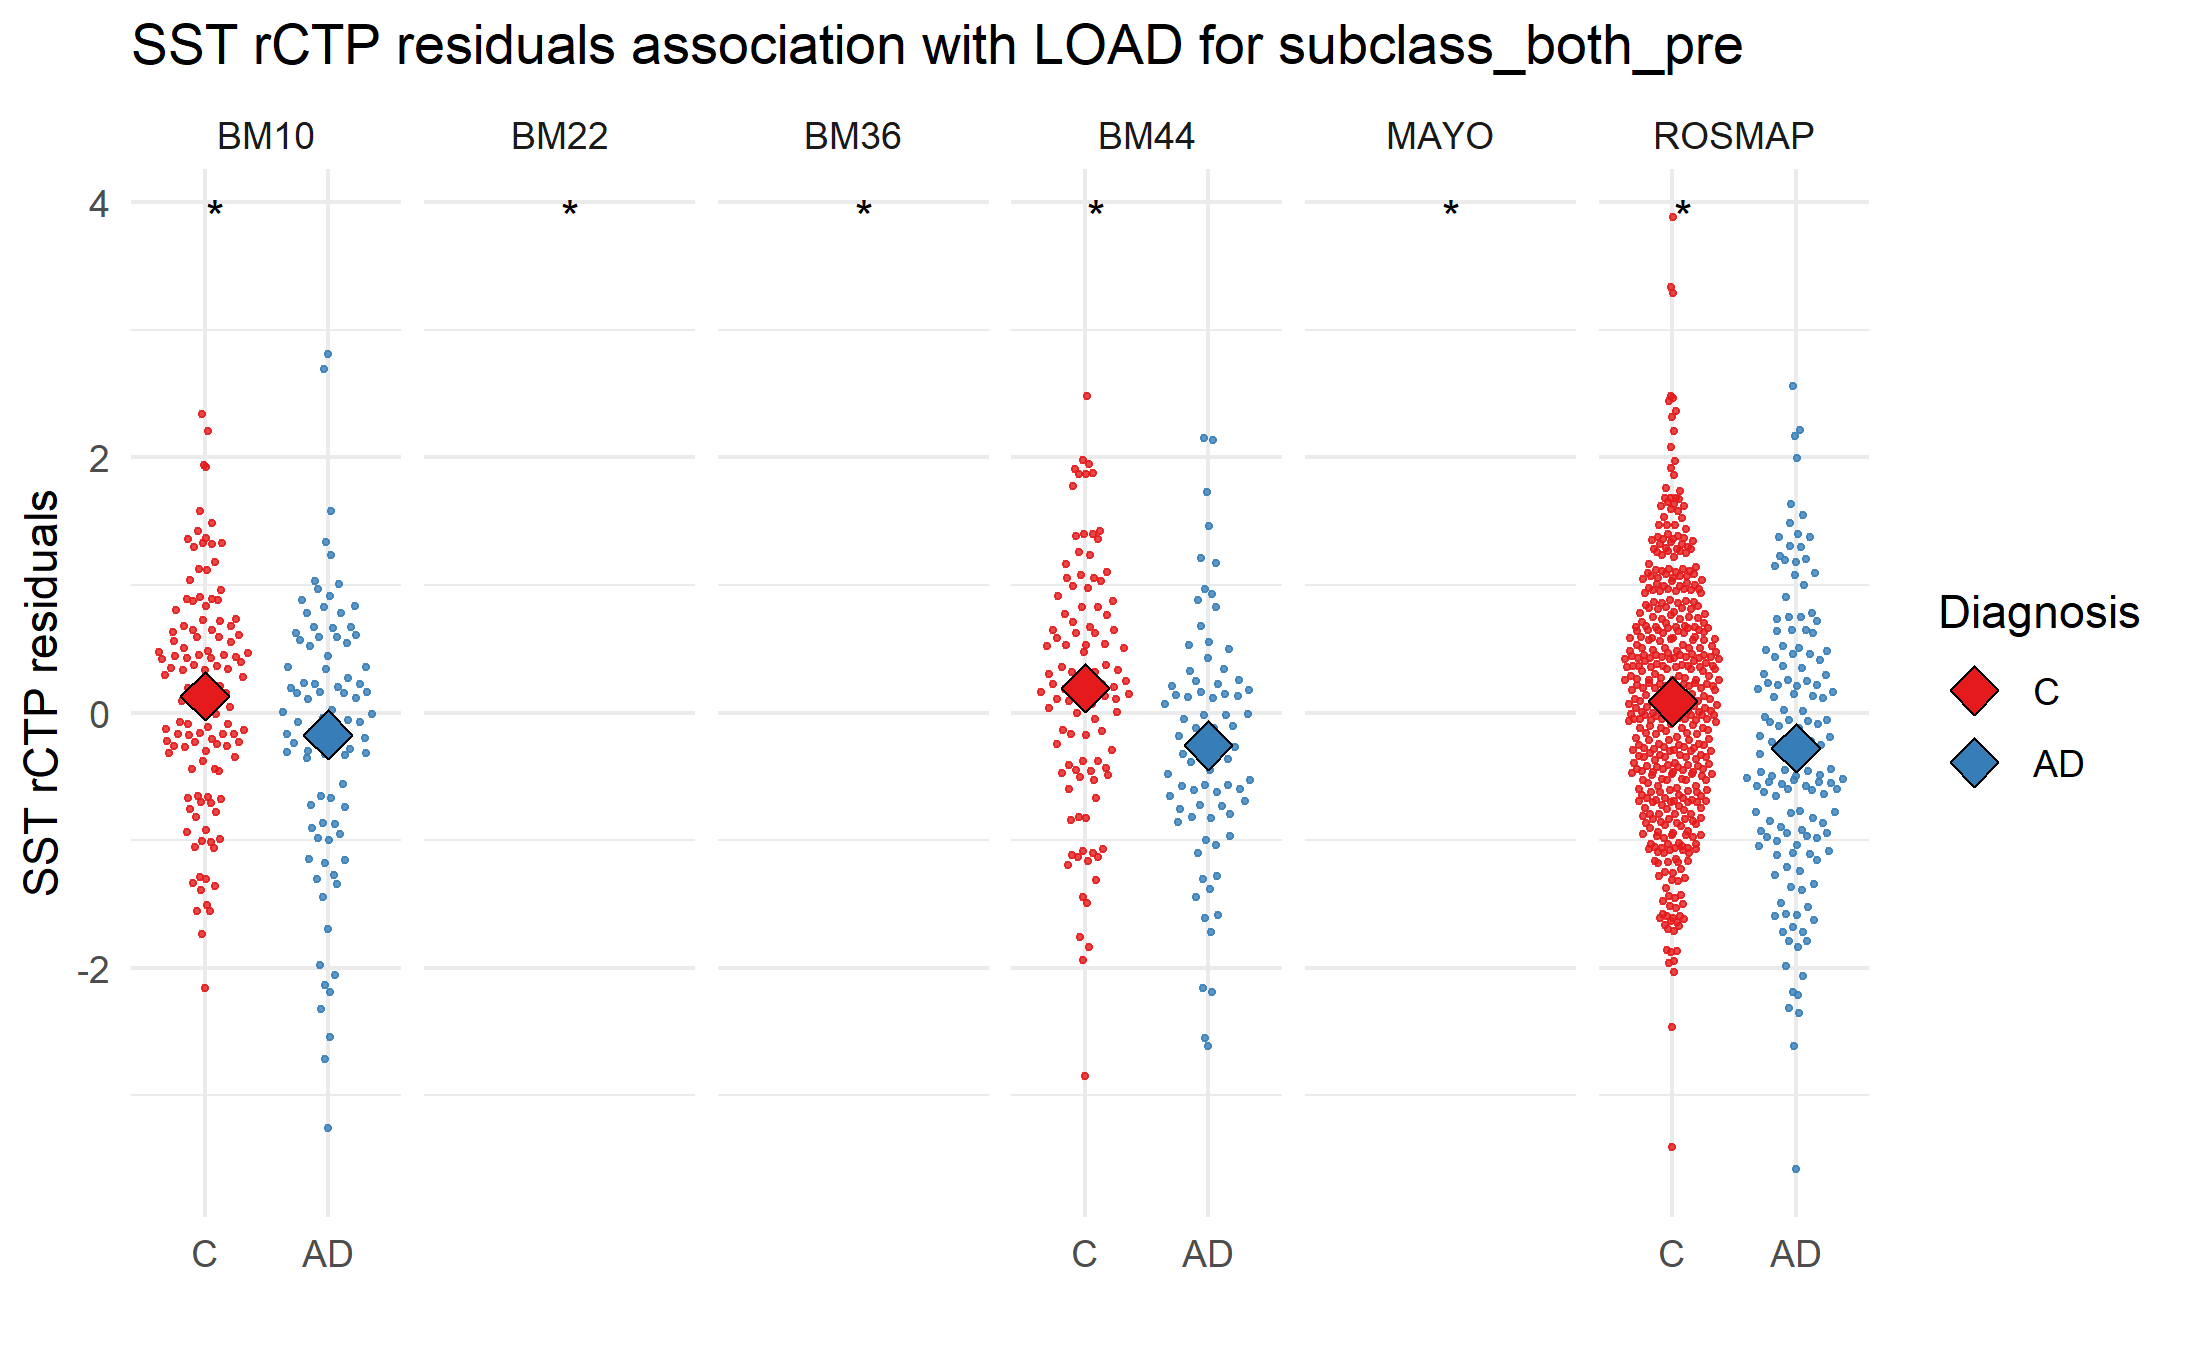 SST rCTP residuals association with LOAD for subclass_both_pre
BM10 BM22 BM36 BM44 MAYO ROSMAP
* * * * * *
4
2
0
-2
SST rCTP residuals
C AD C AD C AD
Diagnosis
C
AD